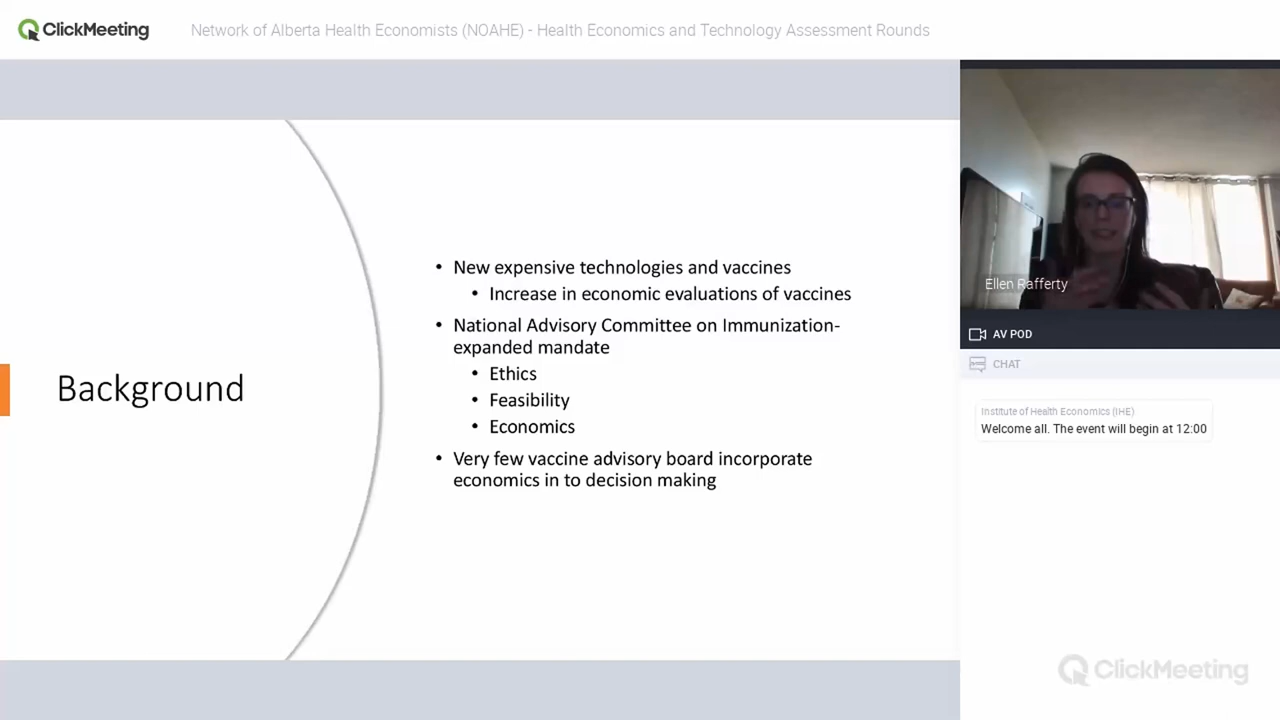 ClickMeeting
Network of Alberta Health Economists (NOAHE) - Health Economics and Technology Assessment Rounds
Background
• New expensive technologies and vaccines
• Increase in economic evaluations of vaccines
• National Advisory Committee on Immunization-
expanded mandate
• Ethics
• Feasibility
• Economics
• Very few vaccine advisory board incorporate
economics in to decision making
Ellen Rafferty
AV POD
CHAT
Institute of Health Economics (IHE)
Welcome all. The event will begin at 12:00
ClickMeeting